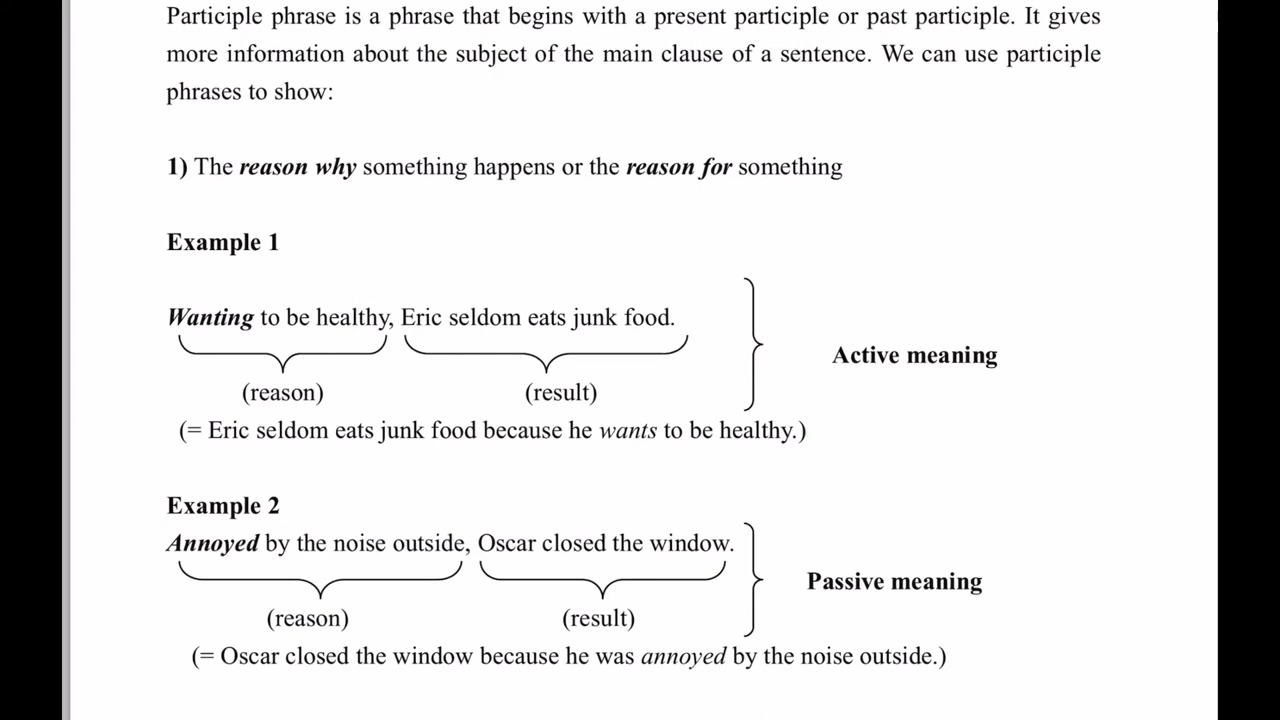 Participle phrase is a phrase that begins with a present participle or past participle. It gives
more information about the subject of the main clause of a sentence. We can use participle
phrases to show:
1) The reason why something happens or the reason for something
Example 1
Wanting to be healthy, Eric seldom eats junk food.
Active meaning
(reason) (result)
(= Eric seldom eats junk food because he wants to be healthy.)
Example 2
Annoyed by the noise outside, Oscar closed the window.
Passive meaning
(reason) (result)
(= Oscar closed the window because he was annoyed by the noise outside.)